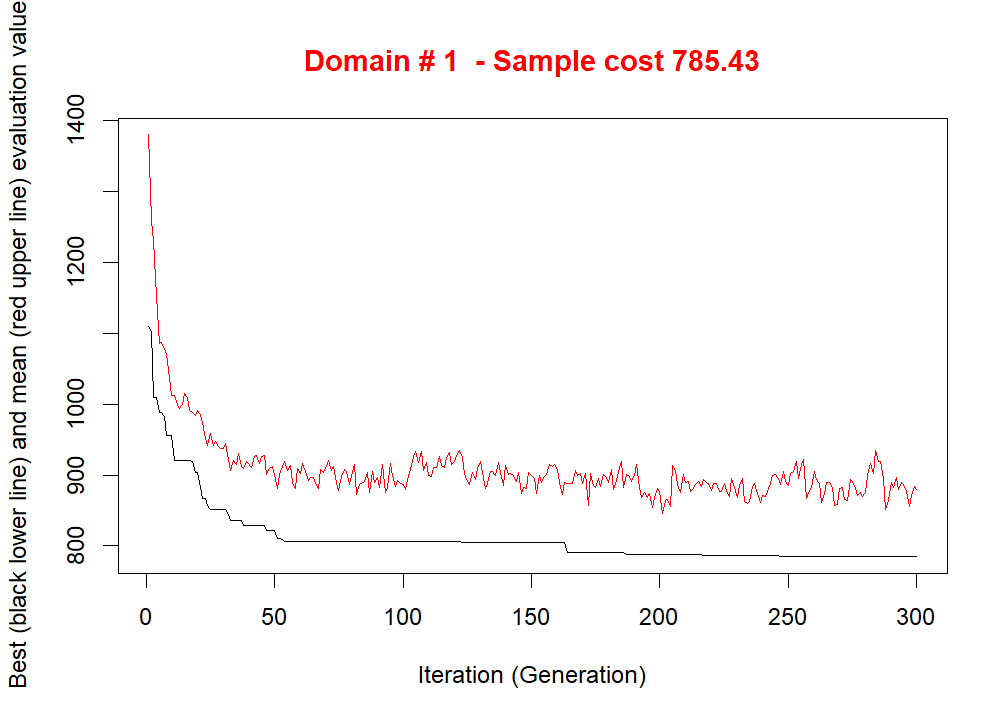 Domain # 1  - Sample cost 785.43
Best (black lower line) and mean (red upper line) evaluation value
1400
1200
1000
900
800
0 50 100 150 200 250 300
Iteration (Generation)